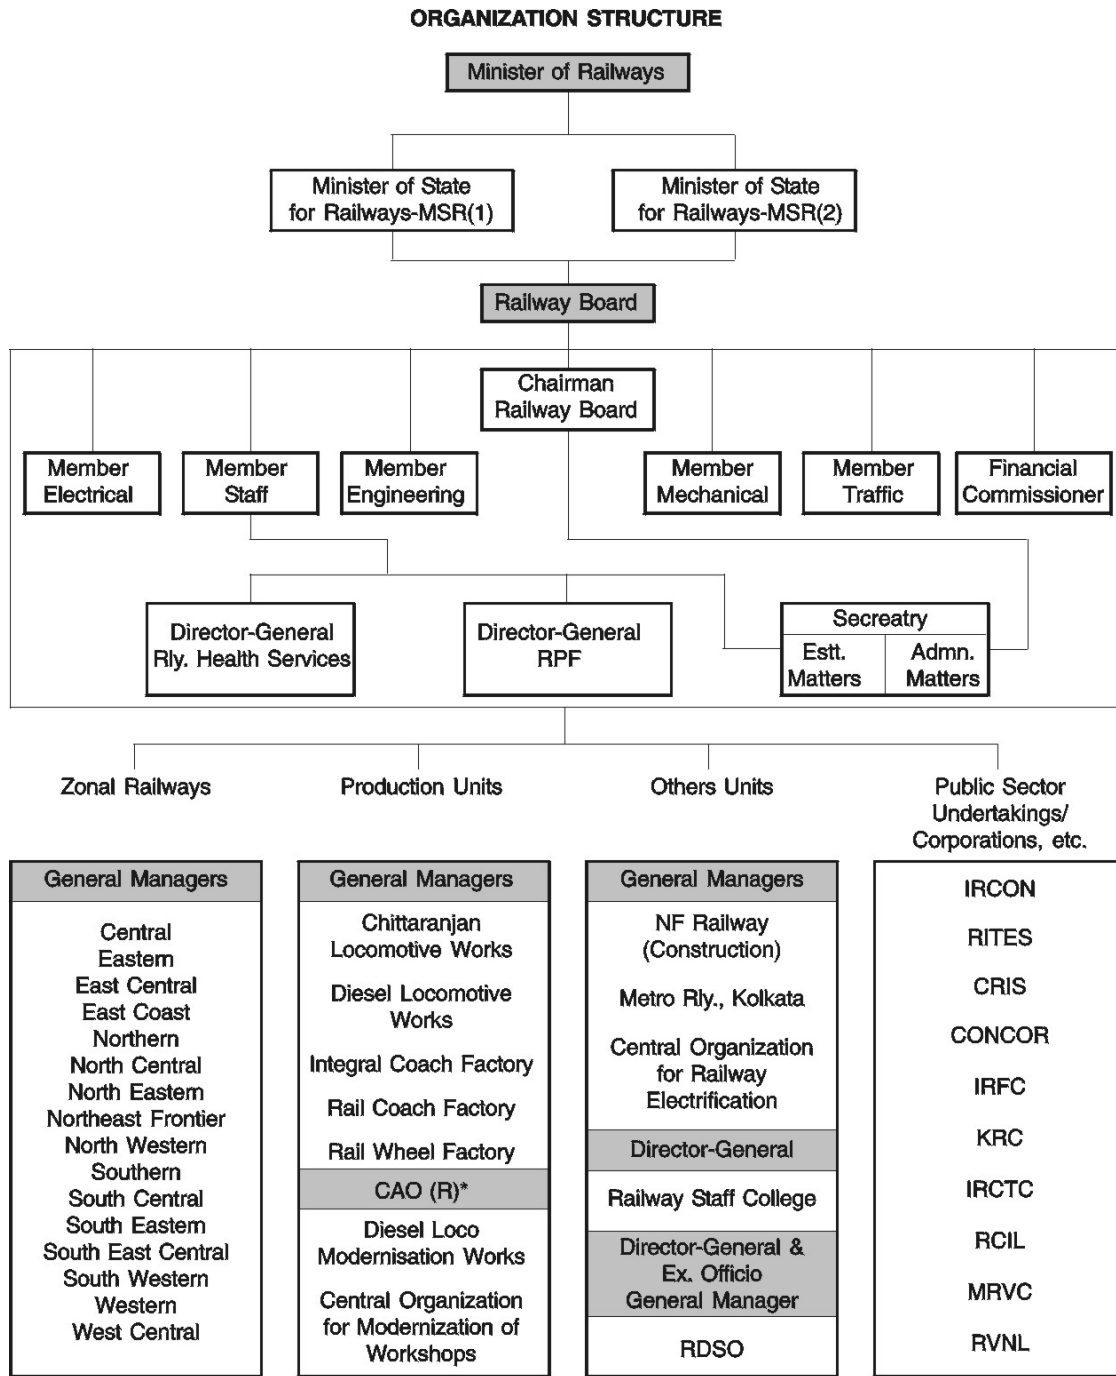 ORGANIZATION STRUCTURE
Minister of Railways
Minister of State
for Railways-MSR(1)
Minister of State
for Railways-MSR(2)
Railway Board
Chairman
Railway Board
Member
Electrical
Member
Staff
Member
Engineering
Member
Mechanical
Member
Traffic
Financial
Commissioner
Director-General
Rly. Health Services
Director-General
RPF
Secreatry
Estt.
Matters
Admn.
Matters
Zonal Railways
Production Units
Others Units
Public Sector
Undertakings/
Corporations, etc.
General Managers
Central
Eastern
East Central
East Coast
Northern
North Central
North Eastern
Northeast Frontier
North Western
Southern
South Central
South Eastern
South East Central
South Western
Western
West Central
General Managers
Chittaranjan
Locomotive Works
Diesel Locomotive
Works
Integral Coach Factory
Rail Coach Factory
Rail Wheel Factory
CAO (R)*
Diesel Loco
Modernisation Works
Central Organization
for Modernization of
Workshops
General Managers
NF Railway
(Construction)
Metro Rly., Kolkata
Central Organization
for Railway
Electrification
Director-General
Railway Staff College
Director-General &
Ex. Officio
General Manager
RDSO
IRCON
RITES
CRIS
CONCOR
IRFC
KRC
IRCTC
RCIL
MRVC
RVNL